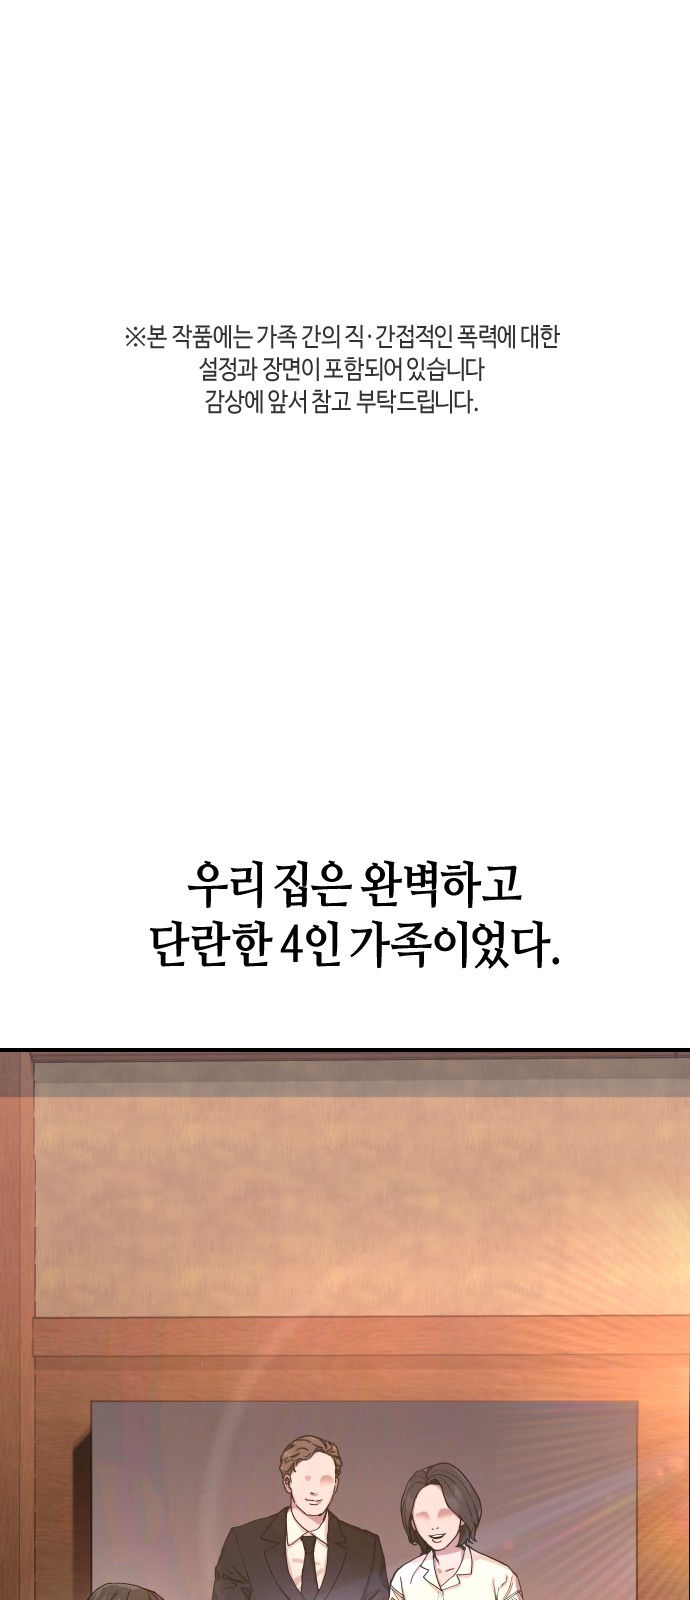 ※본 작품에는 가족 간의 직·간접적인 폭력에 대한
설정과 장면이 포함되어 있습니다
감상에 앞서 참고 부탁드립니다.
우리 집은 완벽하고
단란한 4인 가족이었다.